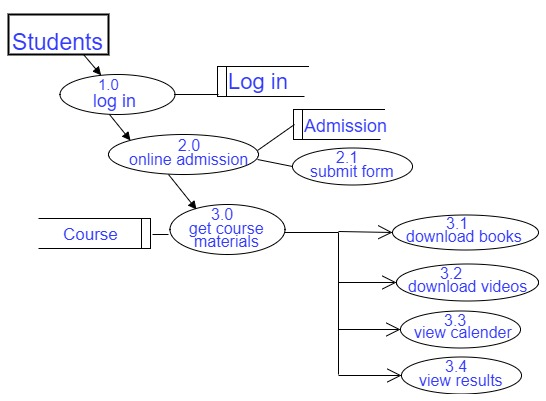 Students
1.0
log in
Log in
2.0
online admission
Admission
2.1
submit form
3.0
get course
materials
Course
3.1
download books
3.2
download videos
3.3
view calender
3.4
view results